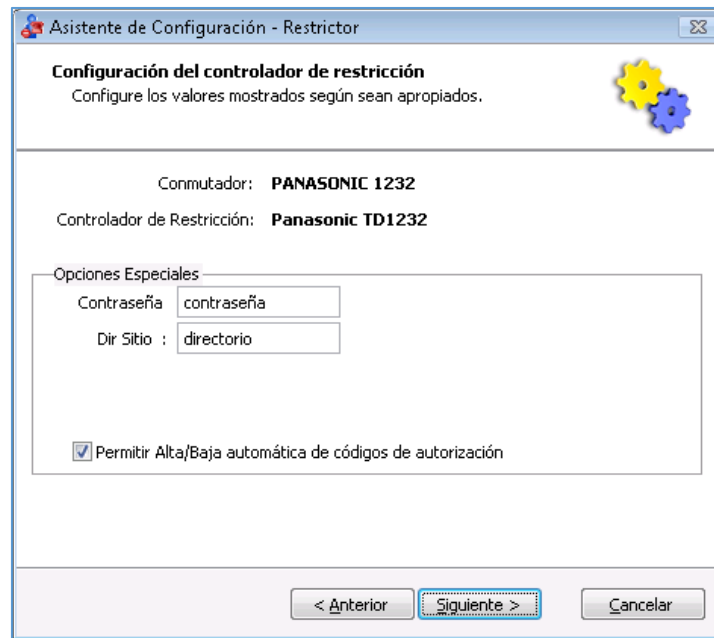 Asistente de Configuración - Restrictor
Configuración del controlador de restricción
Configure los valores mostrados según sean apropiados.
Conmutador: PANASONIC 1232
Controlador de Restricción: Panasonic TD1232
Opciones Especiales
Contraseña contraseña
Dir Sitio : directorio
Permitir Alta/Baja automática de códigos de autorización
< Anterior Siguiente > Cancelar